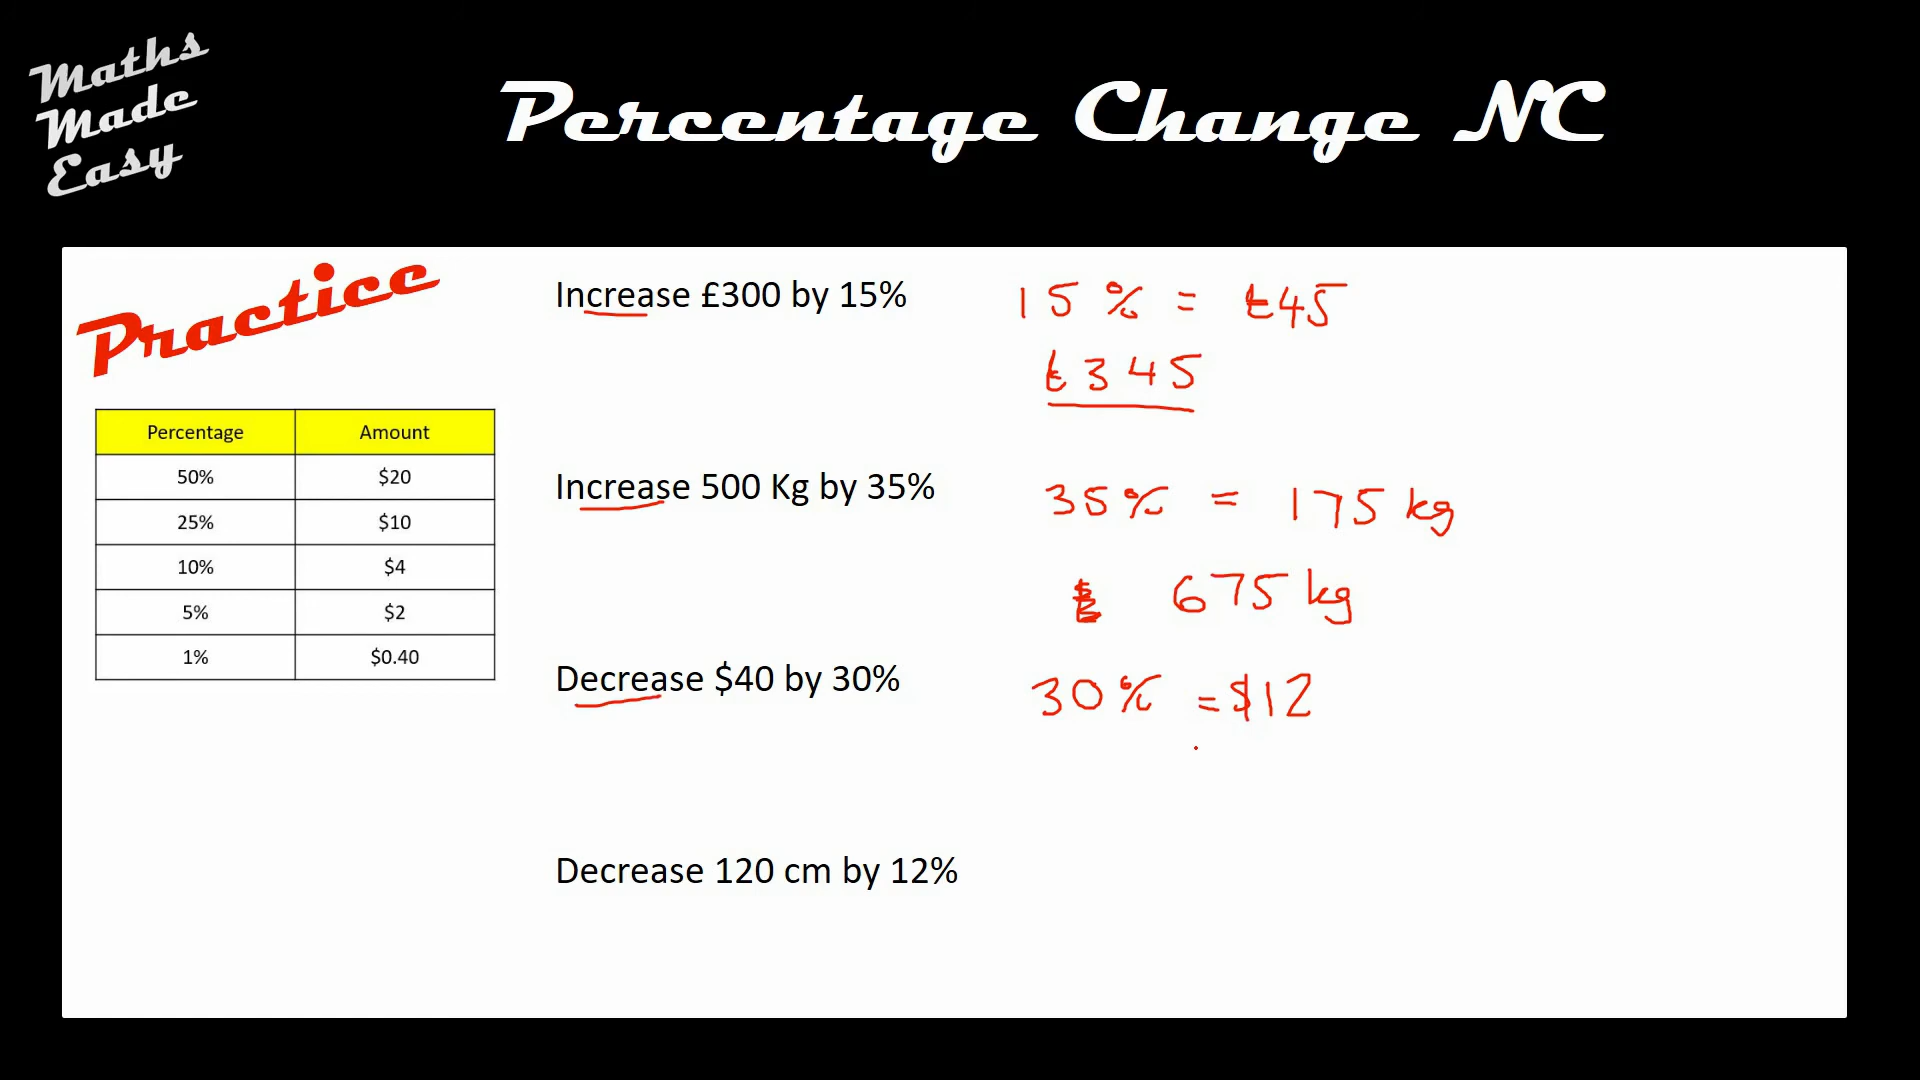 Maths
Made
Easy
Percentage Change NC
Practice
Percentage Amount
50% $20
25% $10
10% $4
5% $2
1% $0.40
Increase £300 by 15%
15% = £45
£345
Increase 500 Kg by 35%
35% = 175 kg
675 kg
Decrease $40 by 30%
30% = $12
Decrease 120 cm by 12%